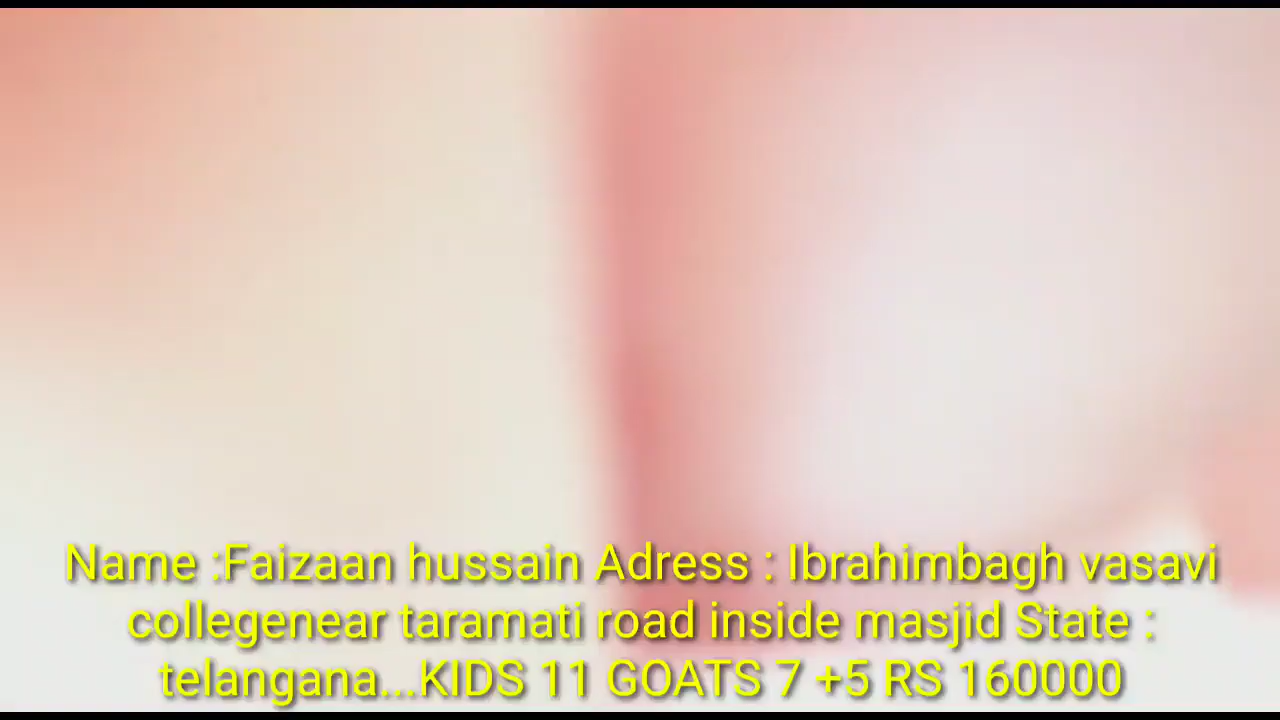 Name :Faizaan hussain Adress : Ibrahimbagh vasavi
collegenear taramati road inside masjid State :
telangana...KIDS 11 GOATS 7 +5 RS 160000